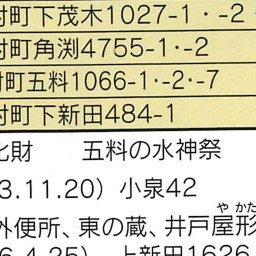 村町下茂木1027-1・-2
村町角渕4755-1・-2
村町五料1066-1・-2・-7
村町下新田484-1
化財　五料の水神祭
3.11.20）小泉42
外便所、東の蔵、井戸屋形
やかた
6.4.25）　上新田1626